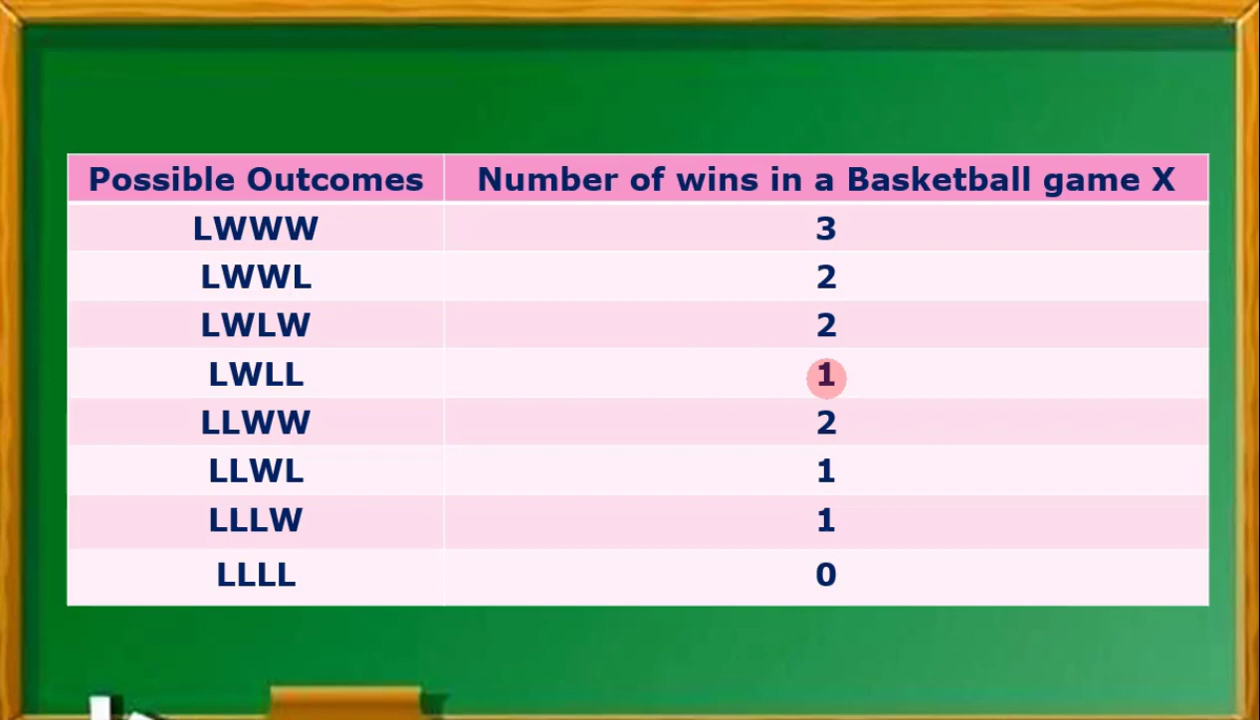 Possible Outcomes Number of wins in a Basketball game X
LWWW 3
LWWL 2
LWLW 2
LWLL 1
LLWW 2
LLWL 1
LLLW 1
LLLL 0